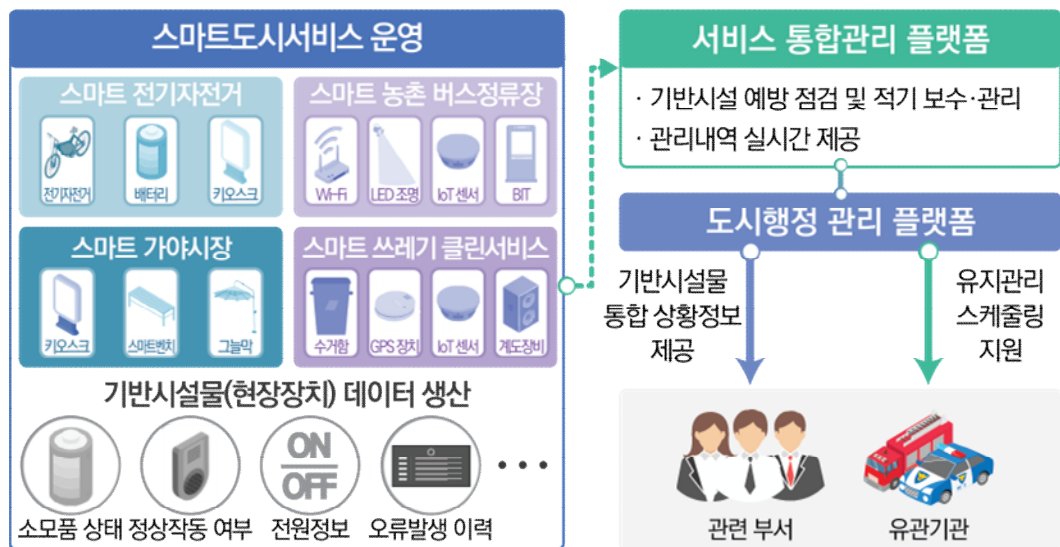 스마트도시서비스 운영
스마트 전기자전거
전기자전거
배터리
키오스크
스마트 농촌 버스정류장
Wi-Fi
LED 조명
IoT 센서
BIT
스마트 가야시장
키오스크
스마트벤치
그늘막
스마트 쓰레기 클린서비스
수거함
GPS 장치
IoT 센서
계도장비
기반시설물(현장장치) 데이터 생산
ON
OFF
소모품 상태
정상작동 여부
전원정보
오류발생 이력
서비스 통합관리 플랫폼
· 기반시설 예방 점검 및 적기 보수·관리
· 관리내역 실시간 제공
도시행정 관리 플랫폼
기반시설물
통합 상황정보
제공
유지관리
스케줄링
지원
관련 부서
유관기관